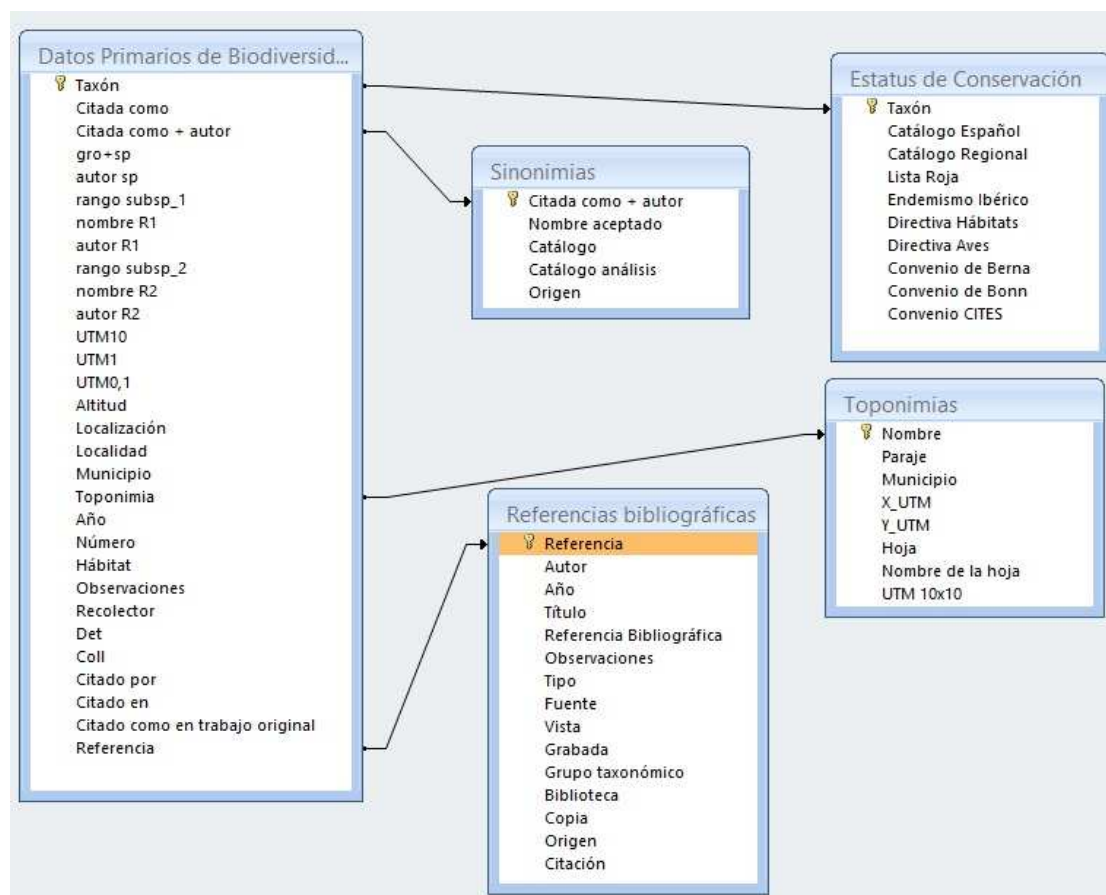 Datos Primarios de Biodiversid...
Taxón
Citada como
Citada como + autor
gro+sp
autor sp
rango subsp_1
nombre R1
autor R1
rango subsp_2
nombre R2
autor R2
UTM10
UTM1
UTM0,1
Altitud
Localización
Localidad
Municipio
Toponimia
Año
Número
Hábitat
Observaciones
Recolector
Det
Coll
Citado por
Citado en
Citado como en trabajo original
Referencia
Sinonimias
Citada como + autor
Nombre aceptado
Catálogo
Catálogo análisis
Origen
Estatus de Conservación
Taxón
Catálogo Español
Catálogo Regional
Lista Roja
Endemismo Ibérico
Directiva Hábitats
Directiva Aves
Convenio de Berna
Convenio de Bonn
Convenio CITES
Referencias bibliográficas
Referencia
Autor
Año
Título
Referencia Bibliográfica
Observaciones
Tipo
Fuente
Vista
Grabada
Grupo taxonómico
Biblioteca
Copia
Origen
Citación
Toponimias
Nombre
Paraje
Municipio
X_UTM
Y_UTM
Hoja
Nombre de la hoja
UTM 10x10